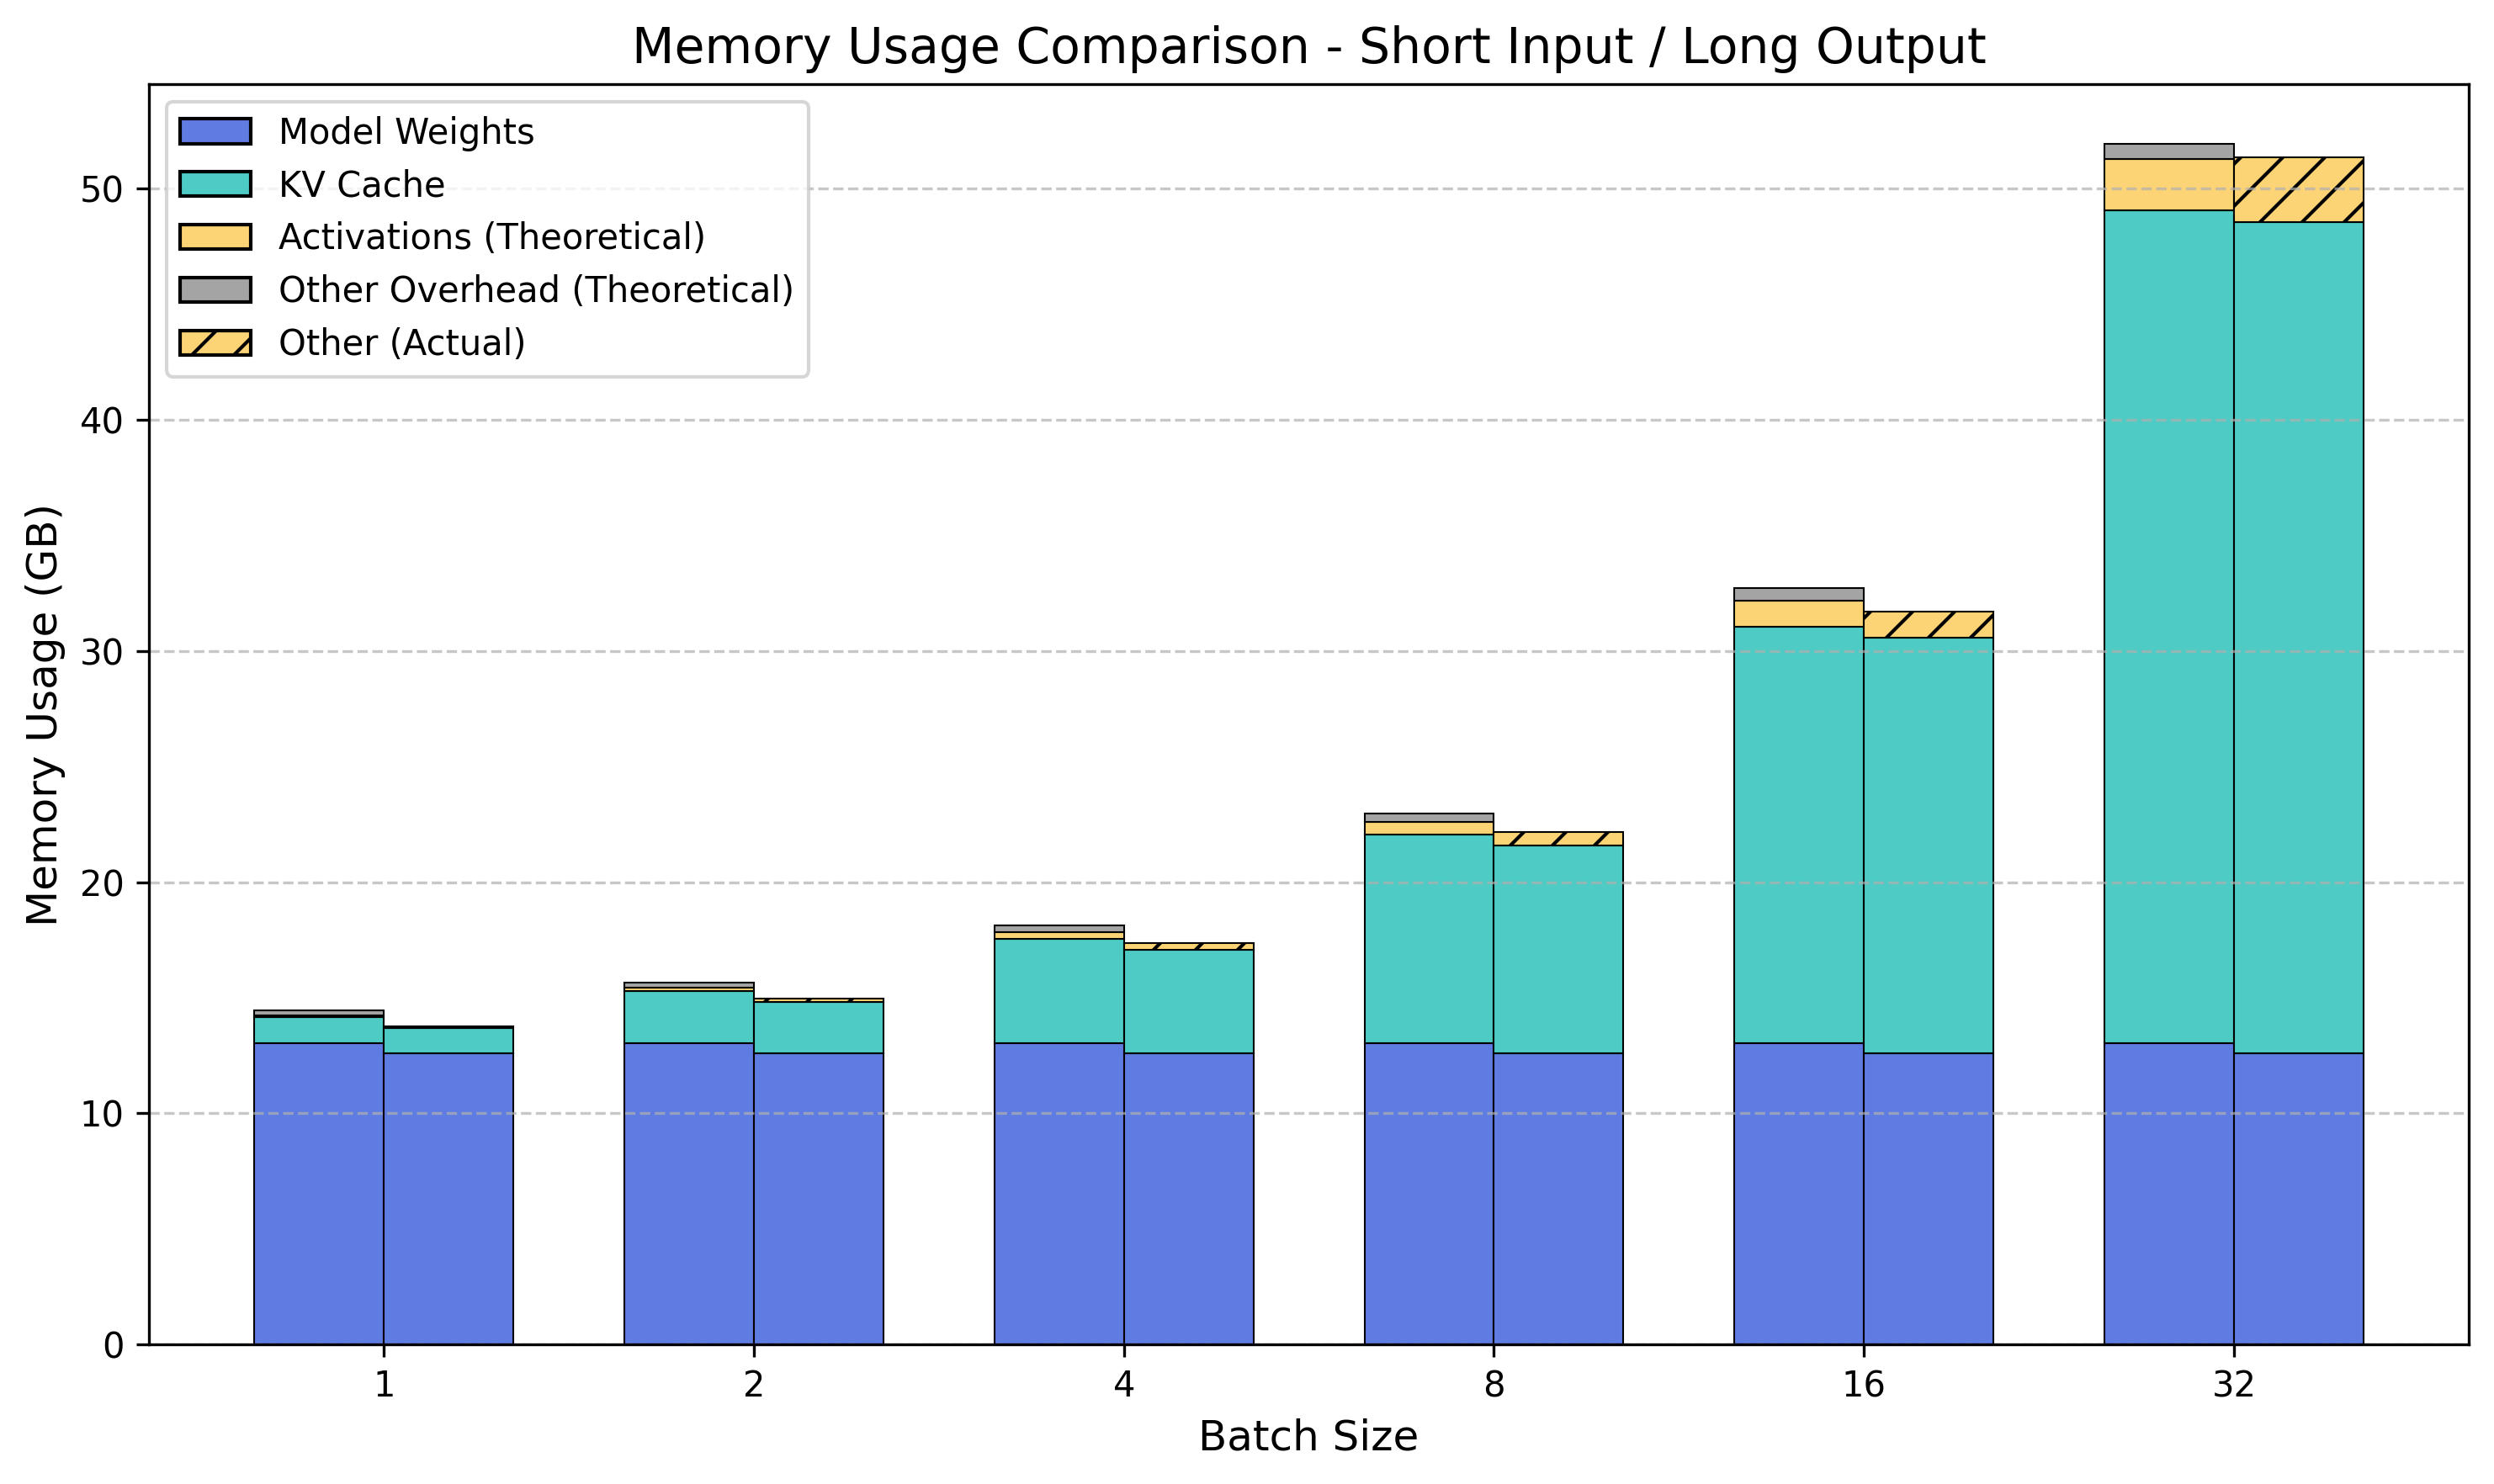 Memory Usage Comparison - Short Input / Long Output
Model Weights
KV Cache
Activations (Theoretical)
Other Overhead (Theoretical)
Other (Actual)
Memory Usage (GB)
50
40
30
20
10
0
1 2 4 8 16 32
Batch Size